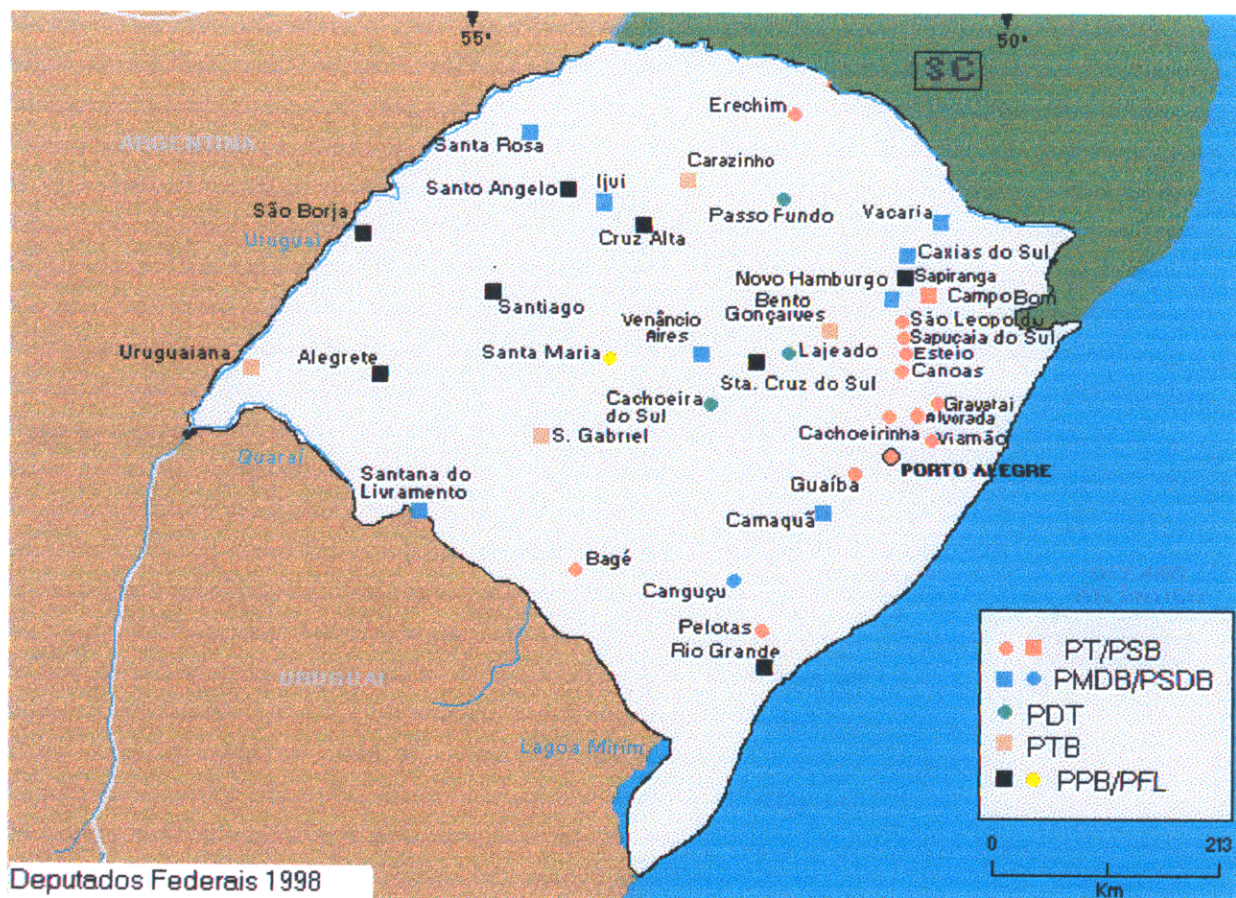 55°
50°
SC
Erechim
ARGENTINA
Santa Rosa
Carazinho
Santo Angelo
Ijui
São Borja
Passo Fundo
Vacaria
Uruguai
Cruz Alta
Caxias do Sul
Novo Hamburgo
Sapiranga
Santiago
Bento
Gonçalves
Campo Bom
Venâncio
Aires
São Leopoldo
Uruguaiana
Alegrete
Santa Maria
Lajeado
Sapucaia do Sul
Esteio
Canoas
Sta. Cruz do Sul
Cachoeira
do Sul
Gravatai
Alvorada
S. Gabriel
Cachoeirinha
Viamão
Quarai
PORTO ALEGRE
Santana do
Livramento
Guaíba
Camaquã
Bagé
Canguçu
Pelotas
Rio Grande
URUGUAI
Lagoa Mirim
PT/PSB
PMDB/PSDB
PDT
PTB
PPB/PFL
0
213
Km
Deputados Federais 1998